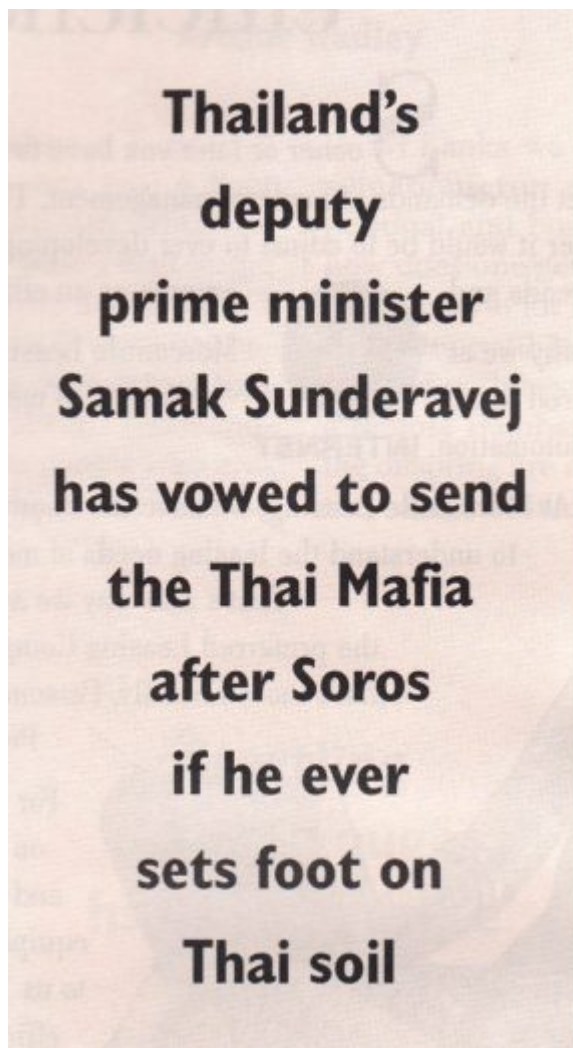 Thailand's
deputy
prime minister
Samak Sunderavej
has vowed to send
the Thai Mafia
after Soros
if he ever
sets foot on
Thai soil